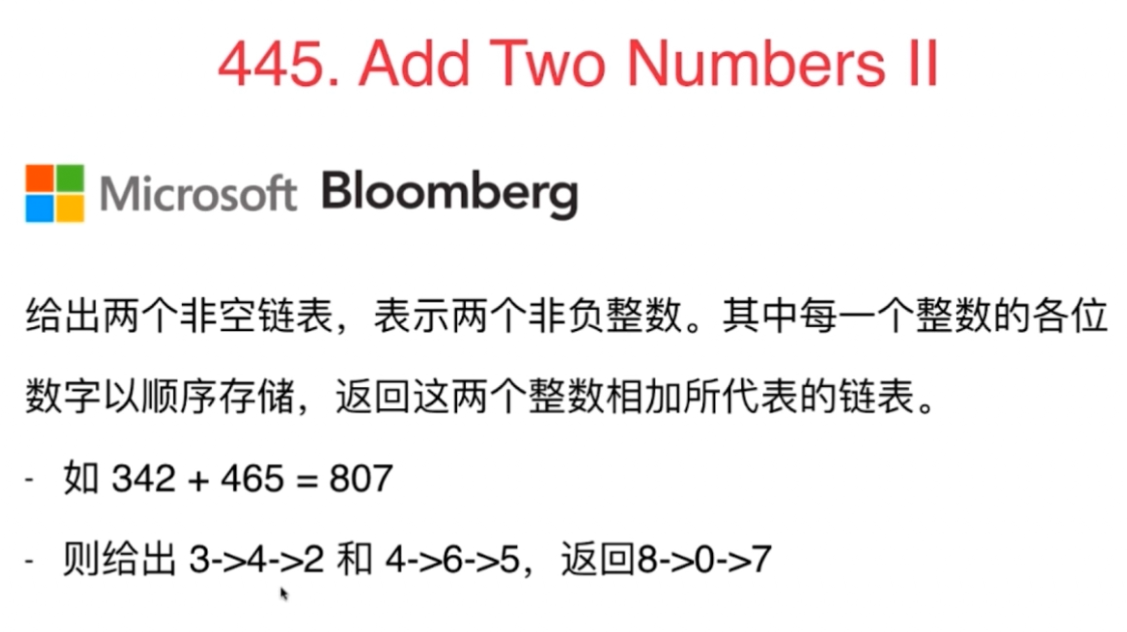 445. Add Two Numbers II
Microsoft Bloomberg
给出两个非空链表，表示两个非负整数。其中每一个整数的各位
数字以顺序存储，返回这两个整数相加所代表的链表。
- 如 342 + 465 = 807
- 则给出 3->4->2 和 4->6->5，返回8->0->7